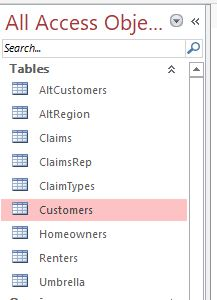 All Access Obje...
Search...
Tables
AltCustomers
AltRegion
Claims
ClaimsRep
ClaimTypes
Customers
Homeowners
Renters
Umbrella